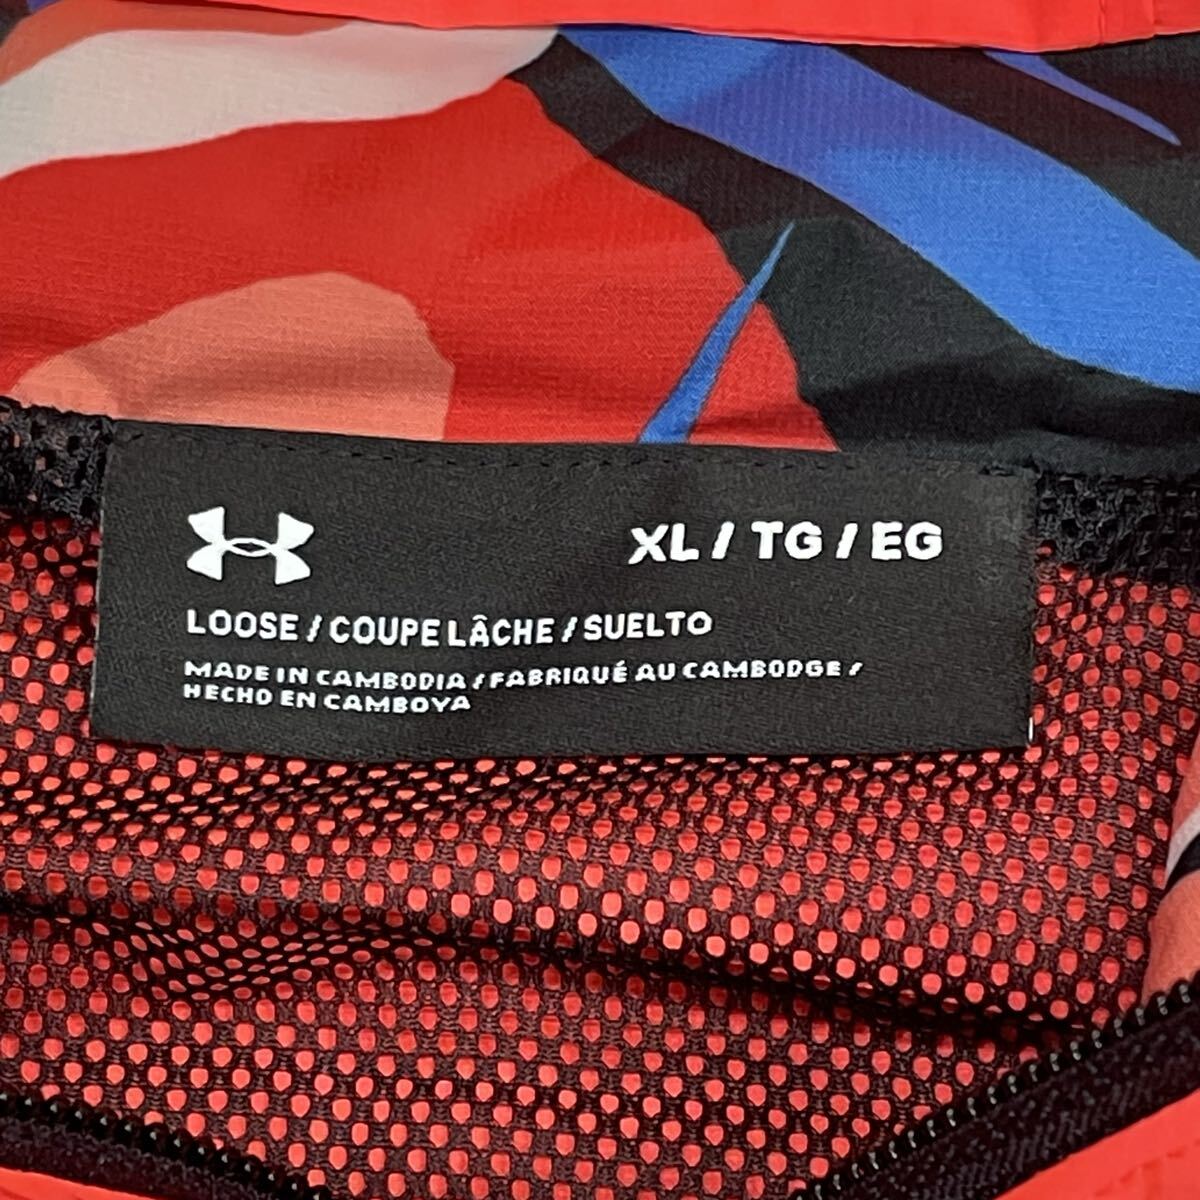 XL / TG / EG
LOOSE / COUPE LÂCHE / SUELTO
MADE IN CAMBODIA / FABRIQUÉ AU CAMBODGE /
HECHO EN CAMBOYA